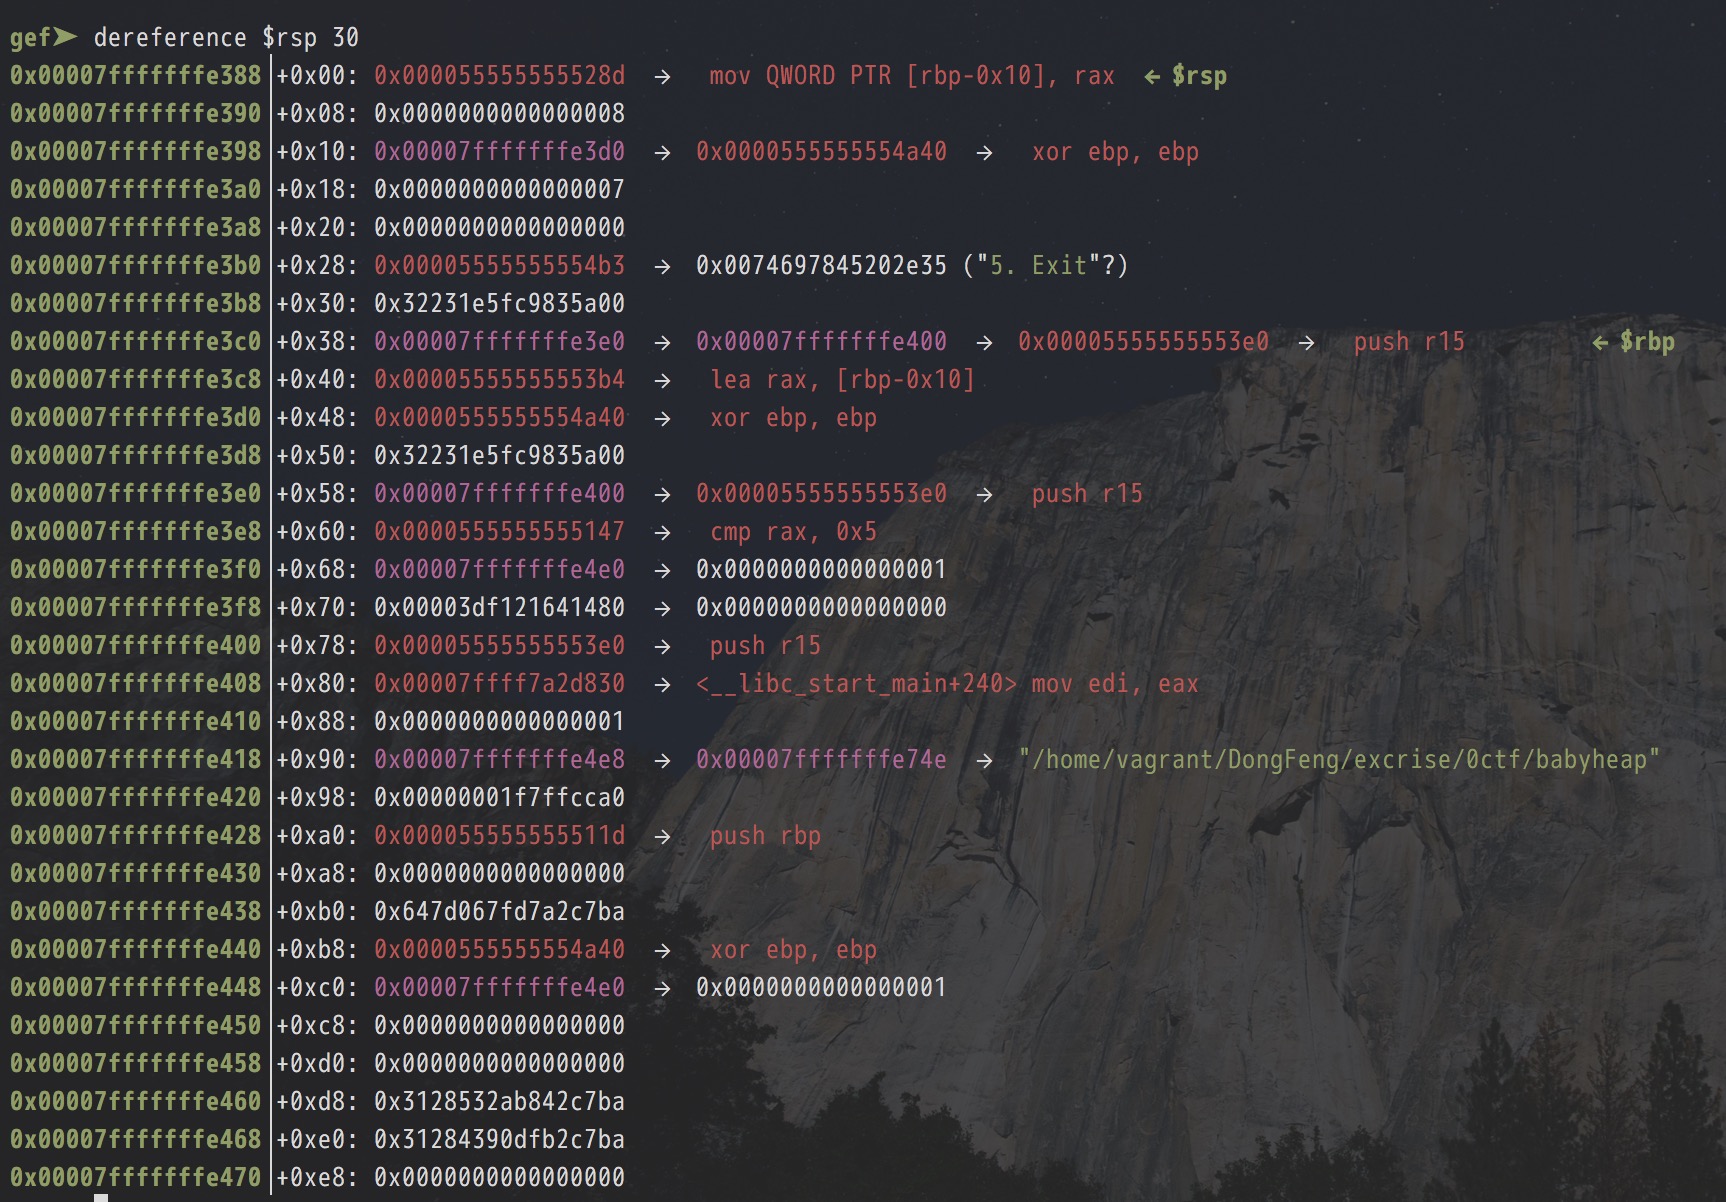 gef➤ dereference $rsp 30
0x00007fffffffe388│+0x00: 0x000055555555528d → mov QWORD PTR [rbp-0x10], rax ← $rsp
0x00007fffffffe390│+0x08: 0x0000000000000008
0x00007fffffffe398│+0x10: 0x00007fffffffe3d0 → 0x0000555555554a40 → xor ebp, ebp
0x00007fffffffe3a0│+0x18: 0x0000000000000007
0x00007fffffffe3a8│+0x20: 0x0000000000000000
0x00007fffffffe3b0│+0x28: 0x00005555555554b3 → 0x0074697845202e35 ("5. Exit"?)
0x00007fffffffe3b8│+0x30: 0x32231e5fc9835a00
0x00007fffffffe3c0│+0x38: 0x00007fffffffe3e0 → 0x00007fffffffe400 → 0x00005555555553e0 → push r15 ← $rbp
0x00007fffffffe3c8│+0x40: 0x00005555555553b4 → lea rax, [rbp-0x10]
0x00007fffffffe3d0│+0x48: 0x0000555555554a40 → xor ebp, ebp
0x00007fffffffe3d8│+0x50: 0x32231e5fc9835a00
0x00007fffffffe3e0│+0x58: 0x00007fffffffe400 → 0x00005555555553e0 → push r15
0x00007fffffffe3e8│+0x60: 0x0000555555555147 → cmp rax, 0x5
0x00007fffffffe3f0│+0x68: 0x00007fffffffe4e0 → 0x0000000000000001
0x00007fffffffe3f8│+0x70: 0x00003df121641480 → 0x0000000000000000
0x00007fffffffe400│+0x78: 0x00005555555553e0 → push r15
0x00007fffffffe408│+0x80: 0x00007ffff7a2d830 → <__libc_start_main+240> mov edi, eax
0x00007fffffffe410│+0x88: 0x0000000000000001
0x00007fffffffe418│+0x90: 0x00007fffffffe4e8 → 0x00007fffffffe74e → "/home/vagrant/DongFeng/excrise/0ctf/babyheap"
0x00007fffffffe420│+0x98: 0x00000001f7ffcca0
0x00007fffffffe428│+0xa0: 0x000055555555511d → push rbp
0x00007fffffffe430│+0xa8: 0x0000000000000000
0x00007fffffffe438│+0xb0: 0x647d067fd7a2c7ba
0x00007fffffffe440│+0xb8: 0x0000555555554a40 → xor ebp, ebp
0x00007fffffffe448│+0xc0: 0x00007fffffffe4e0 → 0x0000000000000001
0x00007fffffffe450│+0xc8: 0x0000000000000000
0x00007fffffffe458│+0xd0: 0x0000000000000000
0x00007fffffffe460│+0xd8: 0x3128532ab842c7ba
0x00007fffffffe468│+0xe0: 0x31284390dfb2c7ba
0x00007fffffffe470│+0xe8: 0x0000000000000000